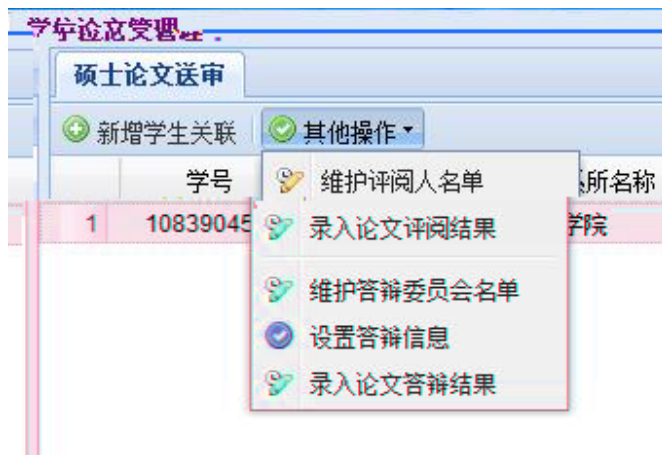 学位论文管理
硕士论文送审
新增学生关联 其他操作
学号 所名称
1 10839045 学院
维护评阅人名单
录入论文评阅结果
维护答辩委员会名单
设置答辩信息
录入论文答辩结果